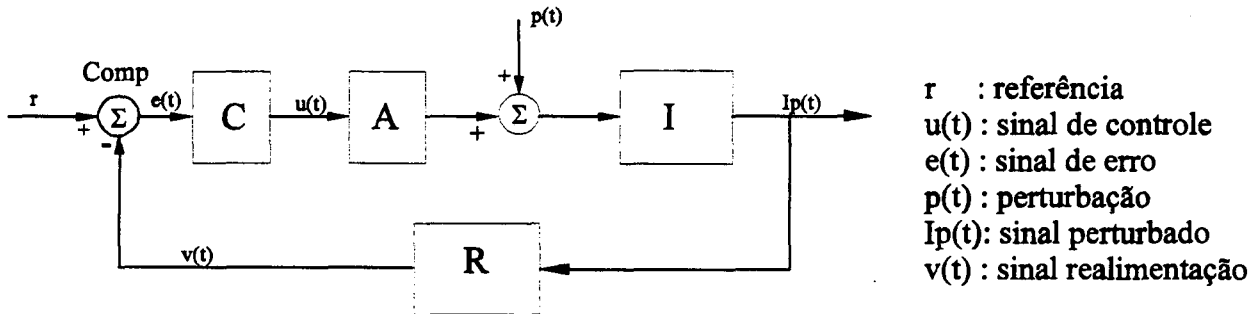 p(t)
Comp
r
e(t)
u(t)
Ip(t)
+
+
+
-
Σ
C
A
Σ
I
v(t)
R
r : referência
u(t) : sinal de controle
e(t) : sinal de erro
p(t) : perturbação
Ip(t): sinal perturbado
v(t) : sinal realimentação